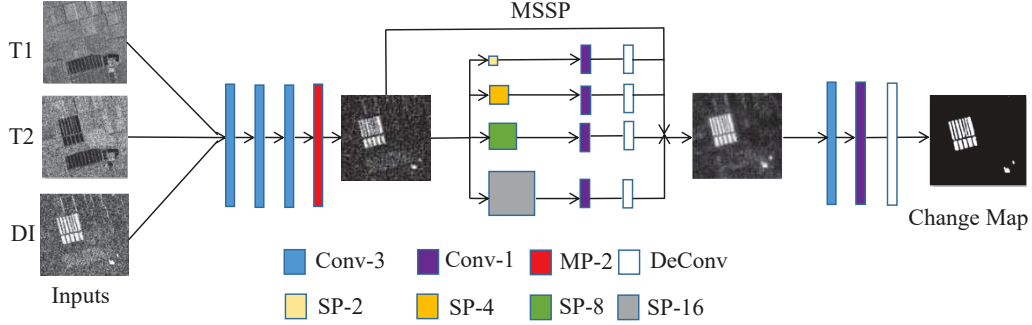 MSSP
T1
T2
DI
Inputs
Change Map
Conv-3 Conv-1 MP-2 DeConv
SP-2 SP-4 SP-8 SP-16